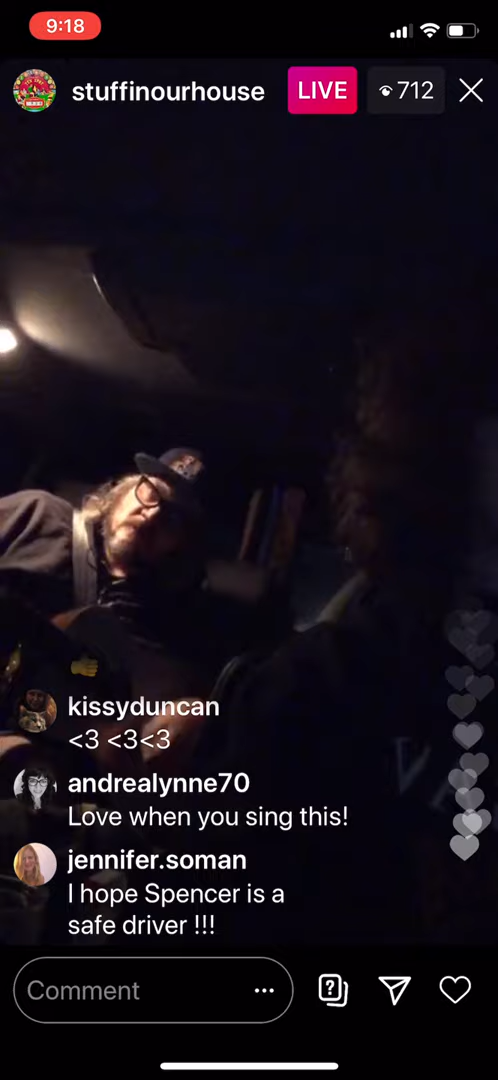 9:18
stuffinourhouse
LIVE
712
kissyduncan
<3 <3<3
andrealynne70
Love when you sing this!
jennifer.soman
I hope Spencer is a
safe driver !!!
Comment